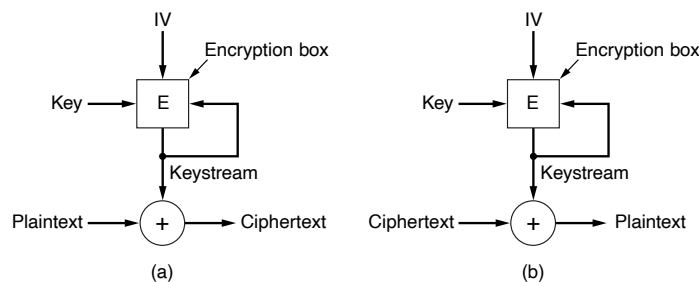 IV
Encryption box
Key
E
Keystream
Plaintext
+
Ciphertext
(a)
IV
Encryption box
Key
E
Keystream
Ciphertext
+
Plaintext
(b)